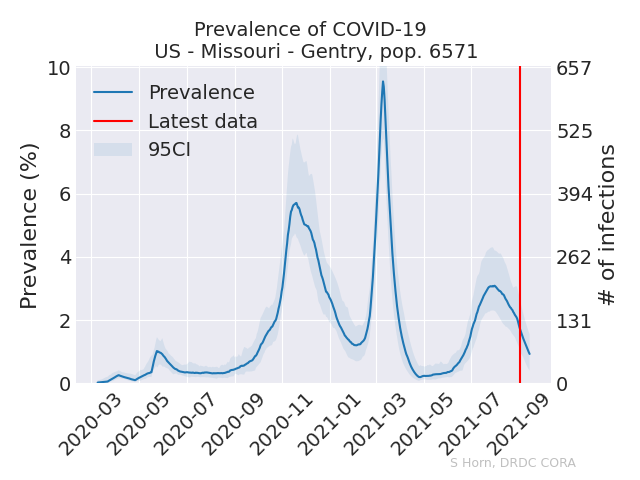 Prevalence of COVID-19
US - Missouri - Gentry, pop. 6571
Prevalence
Latest data
95CI
Prevalence (%)
10
8
6
4
2
0
657
525
394
262
131
0
# of infections
2020-03
2020-05
2020-07
2020-09
2020-11
2021-01
2021-03
2021-05
2021-07
2021-09
S Horn, DRDC CORA